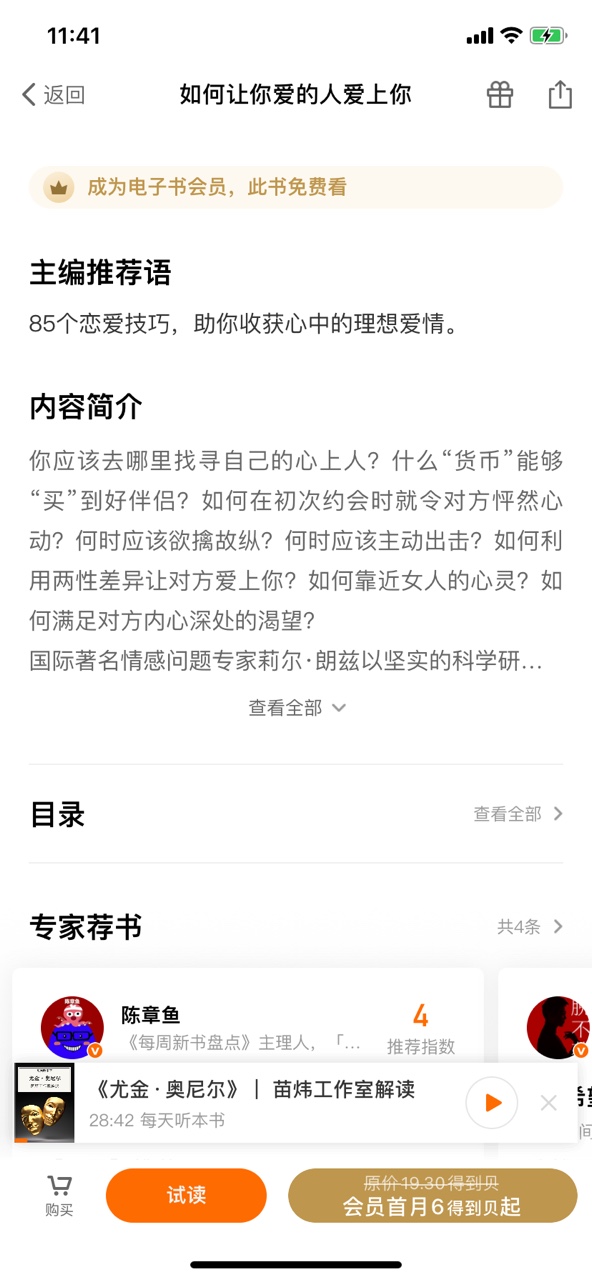 11:41
返回
如何让你爱的人爱上你
成为电子书会员，此书免费看
主编推荐语
85个恋爱技巧，助你收获心中的理想爱情。
内容简介
你应该去哪里找寻自己的心上人？什么“货币”能够
“买”到好伴侣？如何在初次约会时就令对方怦然心
动？何时应该欲擒故纵？何时应该主动出击？如何利
用两性差异让对方爱上你？如何靠近女人的心灵？如
何满足对方内心深处的渴望？
国际著名情感问题专家莉尔·朗兹以坚实的科学研...
查看全部
目录
查看全部
专家荐书
共4条
陈章鱼
《每周新书盘点》主理人，「...
4
推荐指数
尤金·奥尼尔
《尤金·奥尼尔》｜ 苗炜工作室解读
28:42 每天听本书
购买
试读
原价19.30得到贝
会员首月6得到贝起